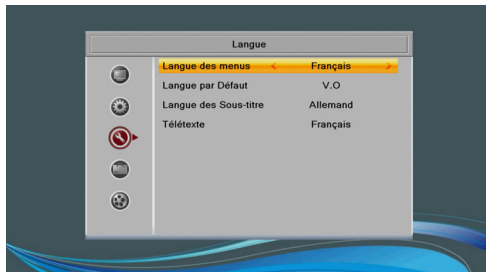 Langue
Langue des menus Français
Langue par Défaut V.O
Langue des Sous-titre Allemand
Télétexte Français